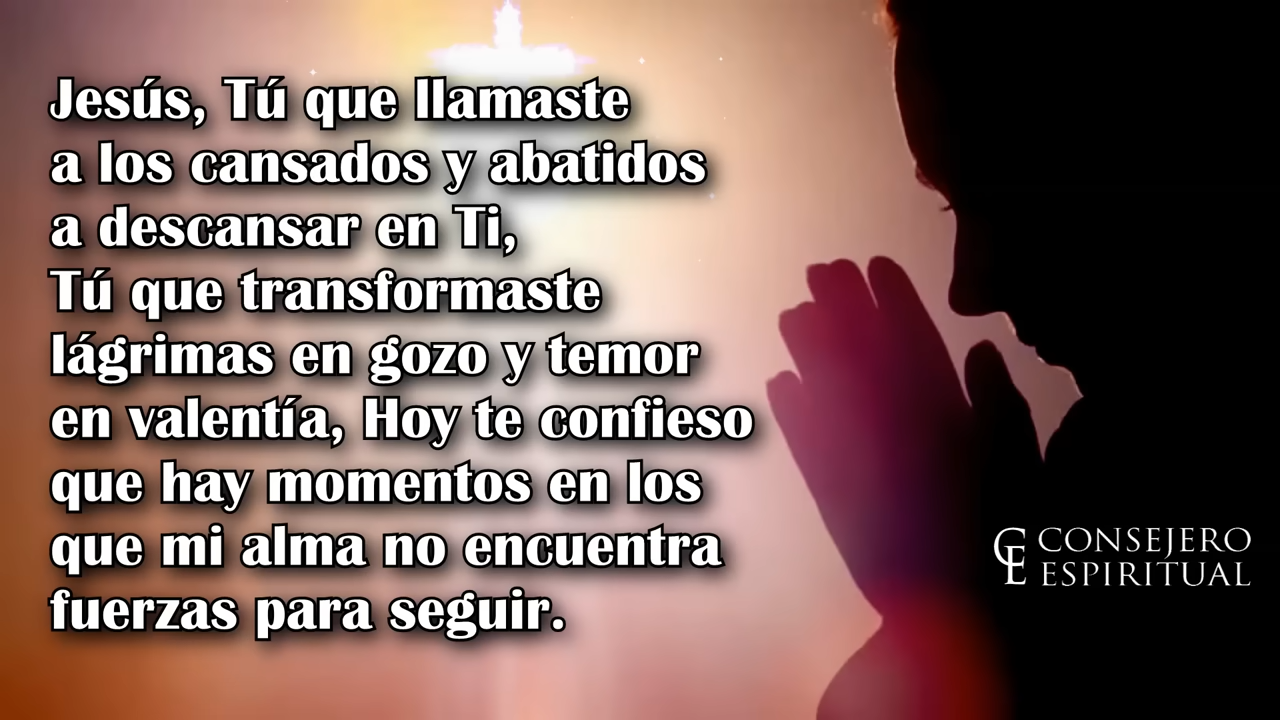 Jesús, Tú que llamaste
a los cansados y abatidos
a descansar en Ti,
Tú que transformaste
lágrimas en gozo y temor
en valentía, Hoy te confieso
que hay momentos en los
que mi alma no encuentra
fuerzas para seguir.
CE CONSEJERO
ESPIRITUAL